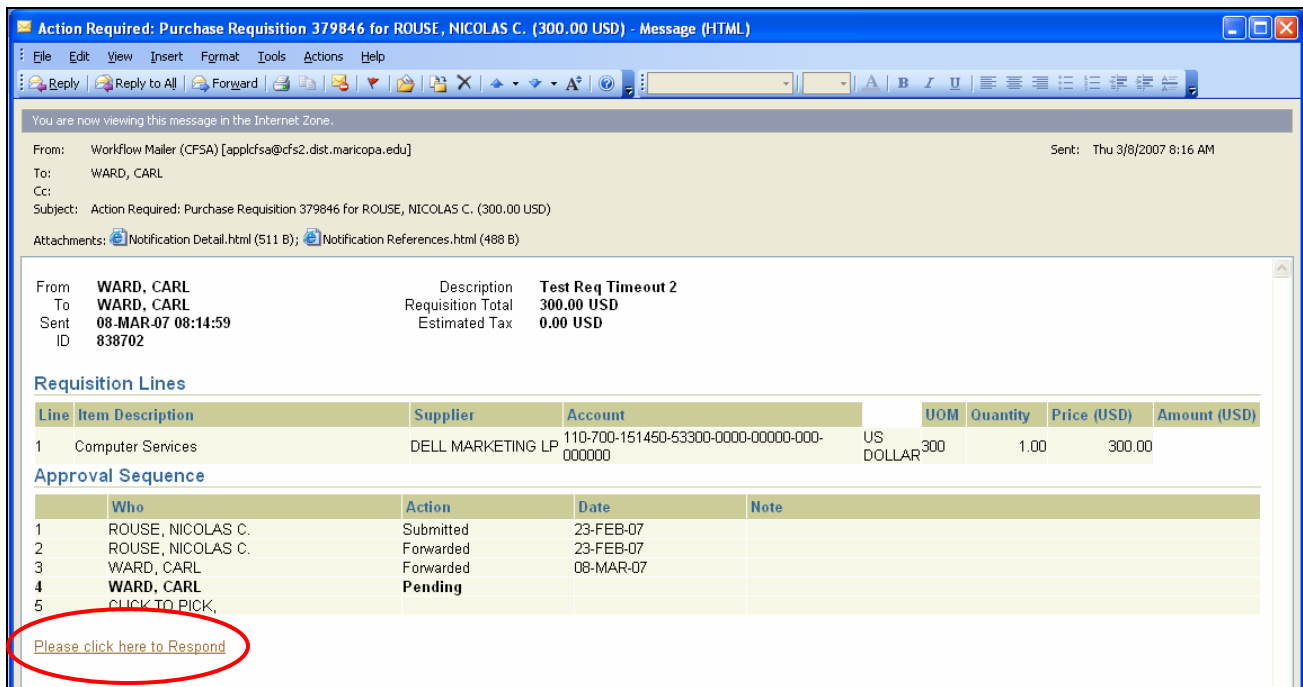 Action Required: Purchase Requisition 379846 for ROUSE, NICOLAS C. (300.00 USD) - Message (HTML)
File Edit View Insert Format Tools Actions Help
Reply Reply to All Forward A B I U A
You are now viewing this message in the Internet Zone.
From: Workflow Mailer (CFSA) [applcfsa@cfs2.dist.maricopa.edu] Sent: Thu 3/8/2007 8:16 AM
To: WARD, CARL
Cc:
Subject: Action Required: Purchase Requisition 379846 for ROUSE, NICOLAS C. (300.00 USD)
Attachments: Notification Detail.html (511 B); Notification References.html (488 B)
From WARD, CARL Description Test Req Timeout 2
To WARD, CARL Requisition Total 300.00 USD
Sent 08-MAR-07 08:14:59 Estimated Tax 0.00 USD
ID 838702
Requisition Lines
Line Item Description Supplier Account UOM Quantity Price (USD) Amount (USD)
1 Computer Services DELL MARKETING LP 110-700-151450-53300-0000-00000-000- US 300 1.00 300.00
000000 DOLLAR
Approval Sequence
Who Action Date Note
1 ROUSE, NICOLAS C. Submitted 23-FEB-07
2 ROUSE, NICOLAS C. Forwarded 23-FEB-07
3 WARD, CARL Forwarded 08-MAR-07
4 WARD, CARL Pending
5 CLICK TO PICK,
Please click here to Respond